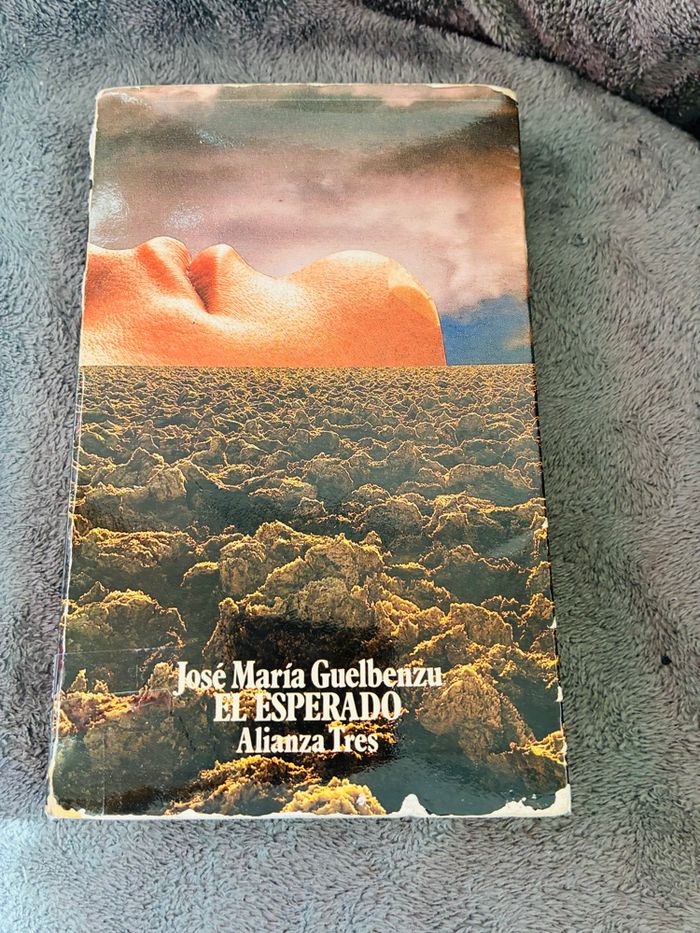 José María Guelbenzu
EL ESPERADO
Alianza Tres